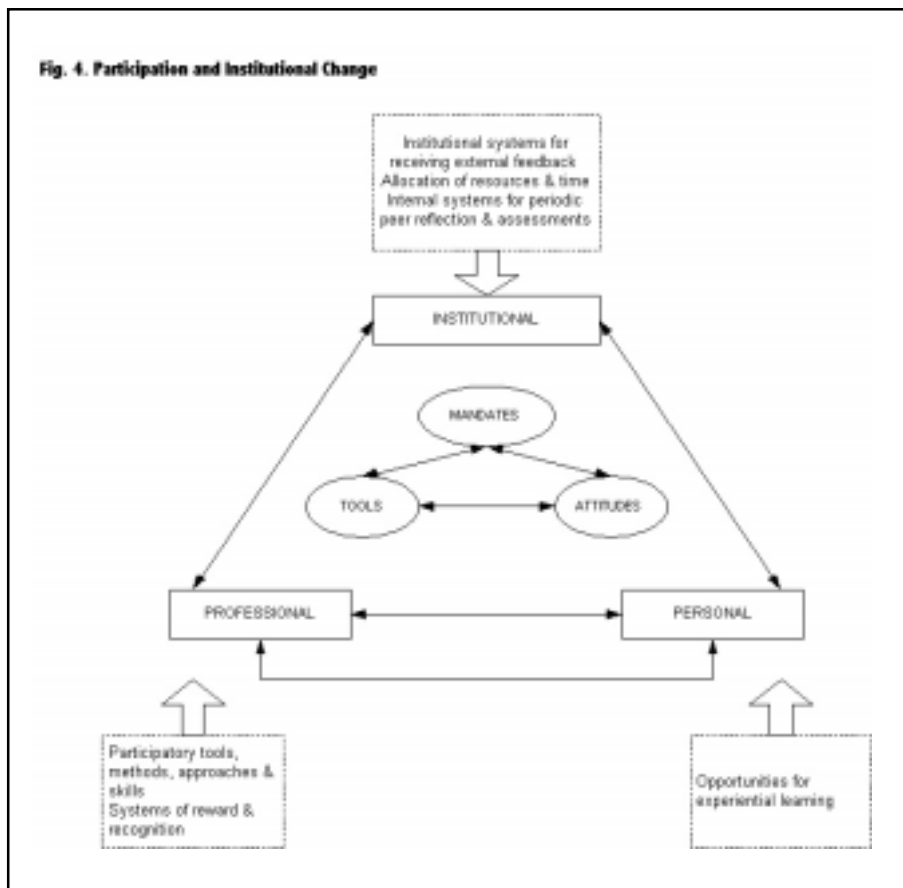 Fig. 4. Participation and Institutional Change
Institutional systems for
receiving external feedback
Allocation of resources & time
Internal systems for periodic
peer reflection & assessments
INSTITUTIONAL
MANDATES
TOOLS
ATTITUDES
PROFESSIONAL
PERSONAL
Participatory tools,
methods, approaches &
skills
Systems of reward &
recognition
Opportunities for
experiential learning